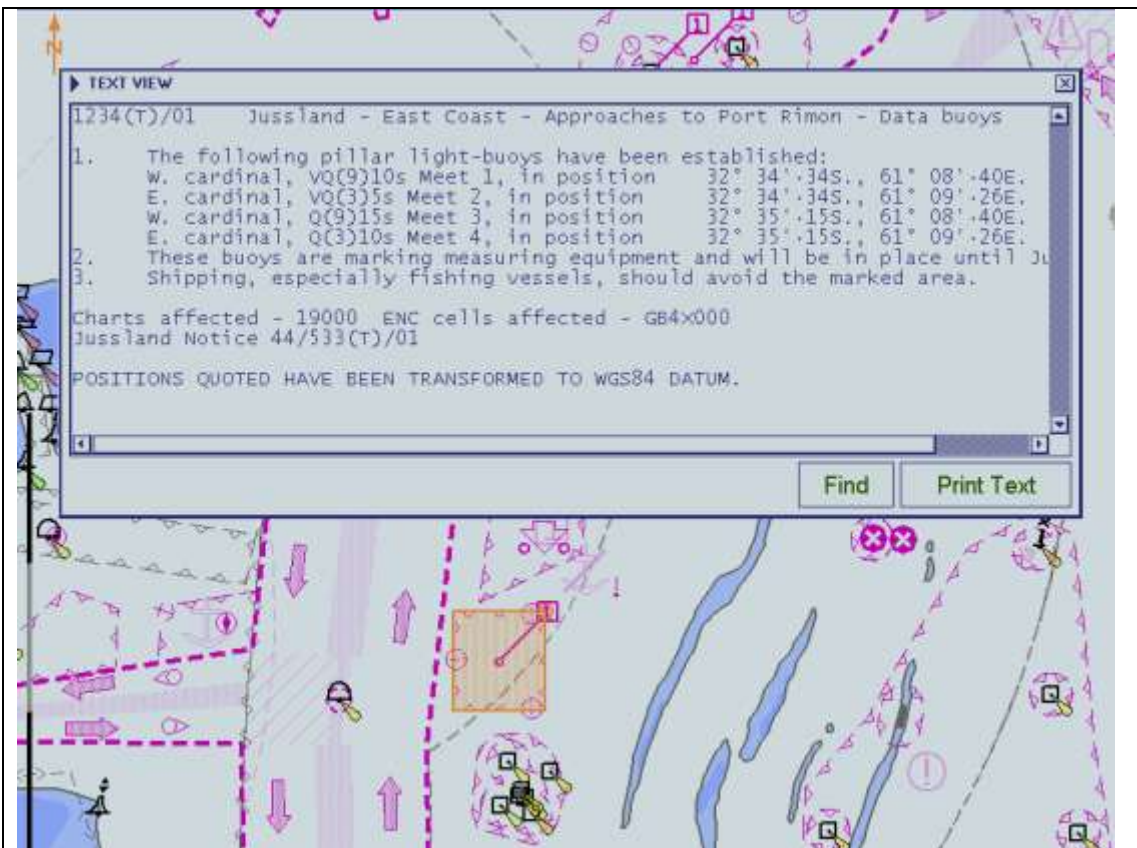 N
1
TEXT VIEW
1234(T)/01 Jussland - East Coast - Approaches to Port Rimon - Data buoys
1. The following pillar light-buoys have been established:
W. cardinal, VQ(9)10s Meet 1, in position 32° 34'·34S., 61° 08'·40E.
E. cardinal, VQ(3)5s Meet 2, in position 32° 34'·34S., 61° 09'·26E.
W. cardinal, Q(9)15s Meet 3, in position 32° 35'·15S., 61° 08'·40E.
E. cardinal, Q(3)10s Meet 4, in position 32° 35'·15S., 61° 09'·26E.
2. These buoys are marking measuring equipment and will be in place until
3. Shipping, especially fishing vessels, should avoid the marked area.
Charts affected - 19000 ENC cells affected - GB4X000
Jussland Notice 44/533(T)/01
POSITIONS QUOTED HAVE BEEN TRANSFORMED TO WGS84 DATUM.
Find Print Text